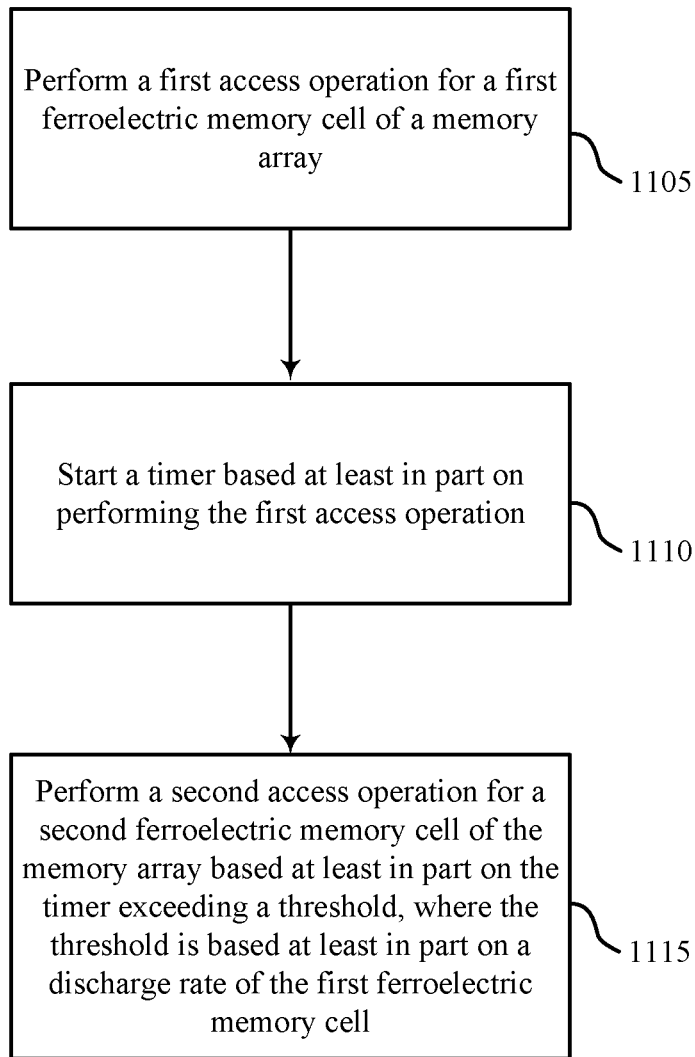 Perform a first access operation for a first
ferroelectric memory cell of a memory
array
1105
Start a timer based at least in part on
performing the first access operation
1110
Perform a second access operation for a
second ferroelectric memory cell of the
memory array based at least in part on the
timer exceeding a threshold, where the
threshold is based at least in part on a
discharge rate of the first ferroelectric
memory cell
1115